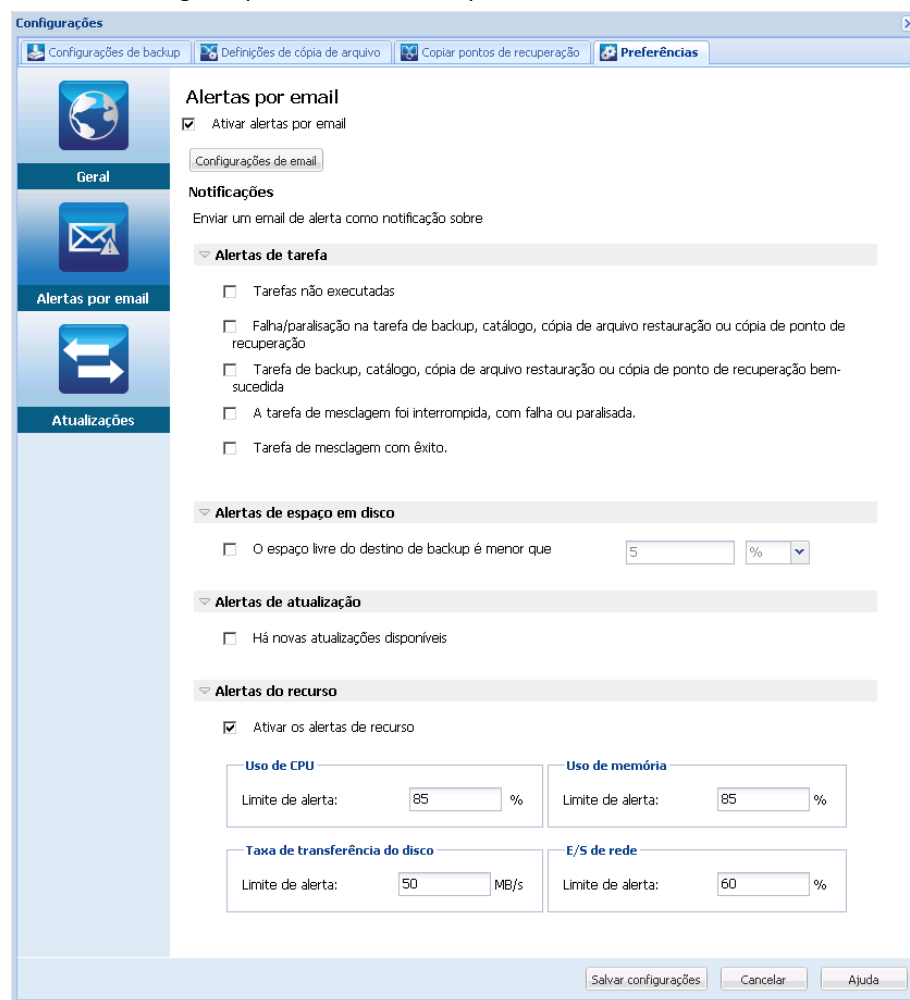 Configurações
Configurações de backup
Definições de cópia de arquivo
Copiar pontos de recuperação
Preferências
Geral
Alertas por email
Atualizações
Alertas por email
Ativar alertas por email
Configurações de email
Notificações
Enviar um email de alerta como notificação sobre
Alertas de tarefa
Tarefas não executadas
Falha/paralisação na tarefa de backup, catálogo, cópia de arquivo restauração ou cópia de ponto de
recuperação
Tarefa de backup, catálogo, cópia de arquivo restauração ou cópia de ponto de recuperação bem-
sucedida
A tarefa de mesclagem foi interrompida, com falha ou paralisada.
Tarefa de mesclagem com êxito.
Alertas de espaço em disco
O espaço livre do destino de backup é menor que 5 %
Alertas de atualização
Há novas atualizações disponíveis
Alertas do recurso
Ativar os alertas de recurso
Uso de CPU
Limite de alerta: 85 %
Uso de memória
Limite de alerta: 85 %
Taxa de transferência do disco
Limite de alerta: 50 MB/s
E/S de rede
Limite de alerta: 60 %
Salvar configurações
Cancelar
Ajuda